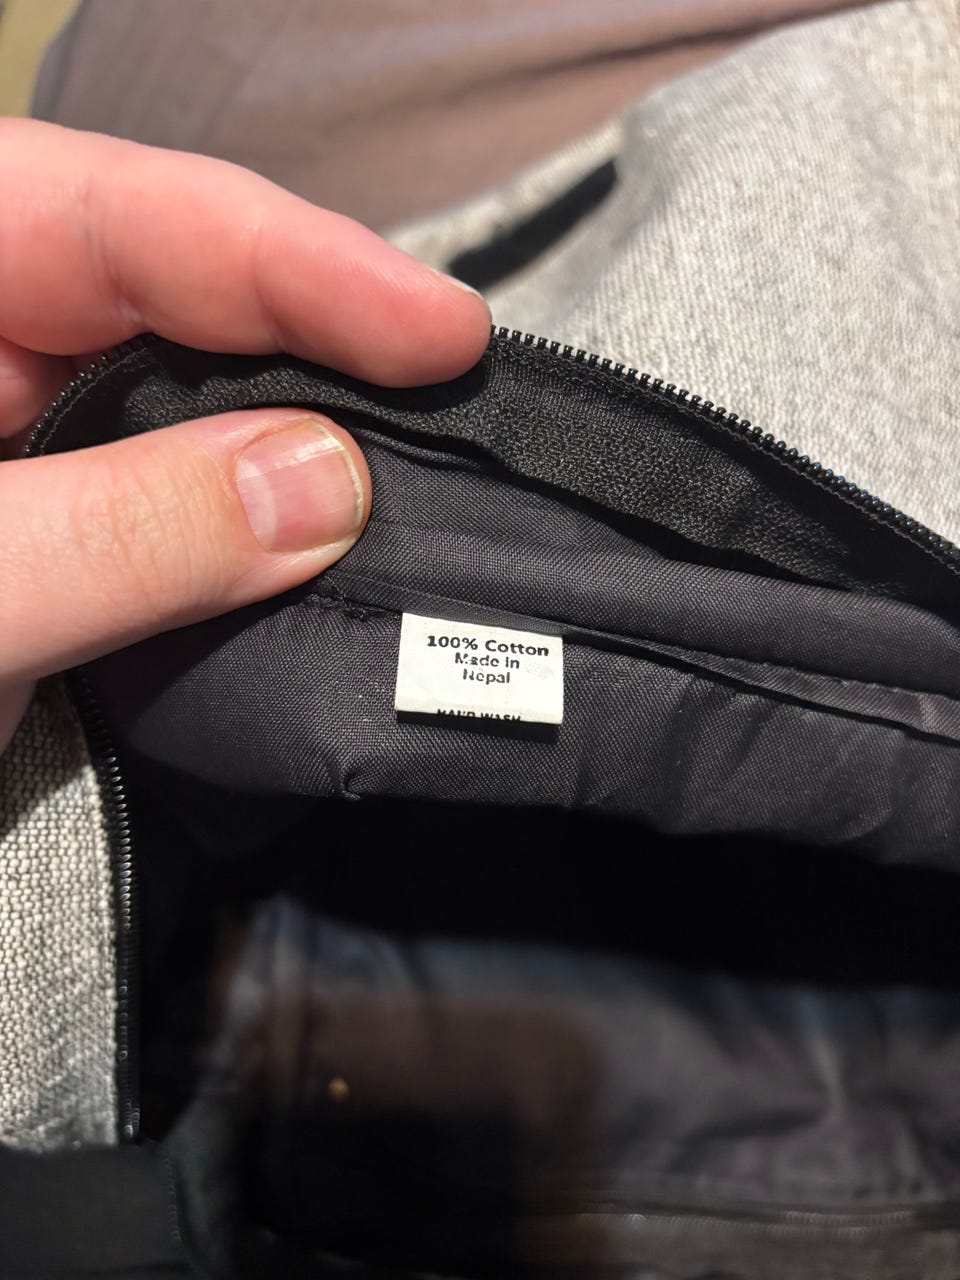 100% Cotton
Made in
Nepal
HAND WASH